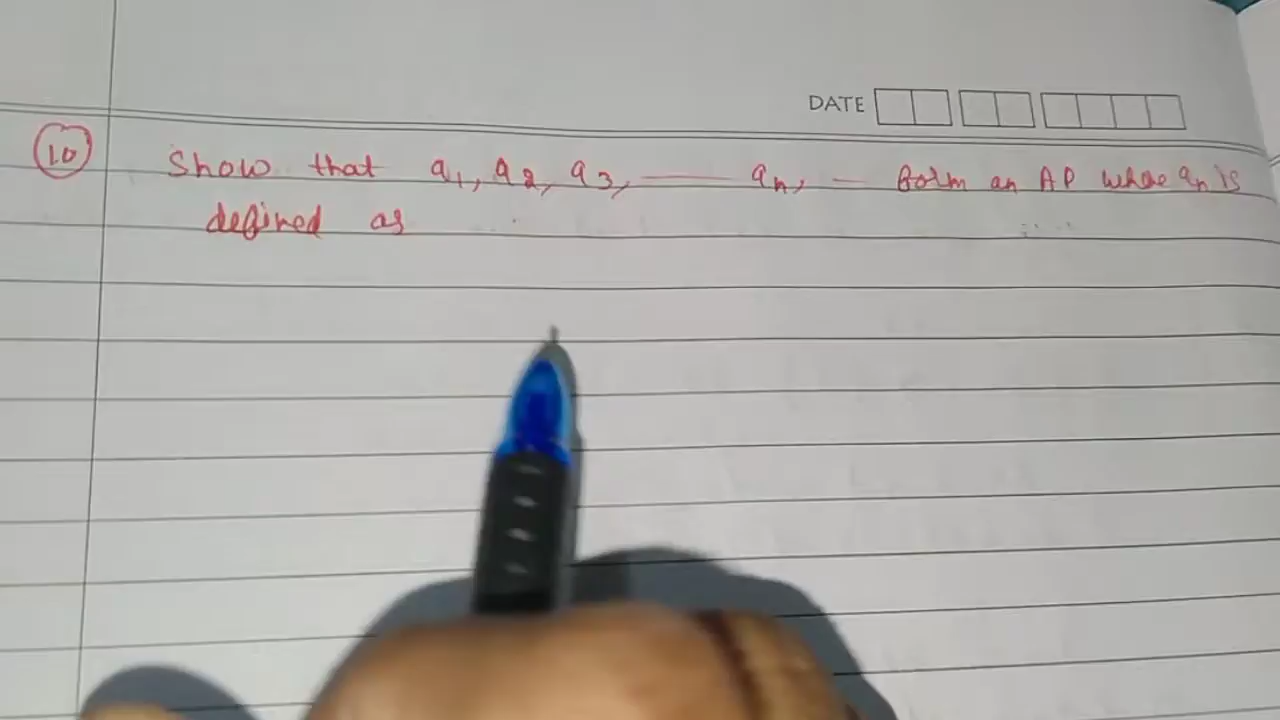 DATE
10 Show that a₁, a₂, a₃, —— aₙ, — form an AP where aₙ is
defined as